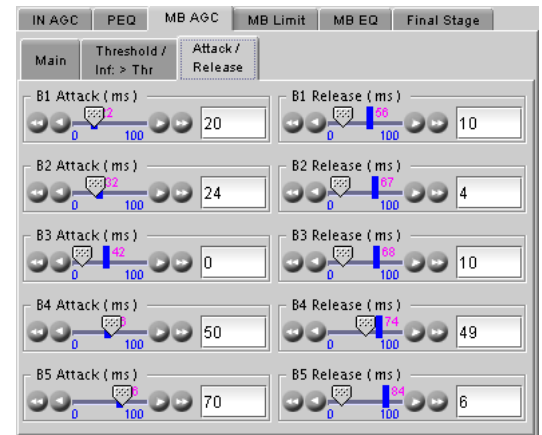 IN AGC PEQ MB AGC MB Limit MB EQ Final Stage
Main Threshold / Inf: > Thr Attack / Release
B1 Attack ( ms ) B1 Release ( ms )
0 100 20 56 0 100 10
B2 Attack ( ms ) B2 Release ( ms )
32 0 100 24 67 0 100 4
B3 Attack ( ms ) B3 Release ( ms )
42 0 100 0 68 0 100 10
B4 Attack ( ms ) B4 Release ( ms )
0 100 50 74 0 100 49
B5 Attack ( ms ) B5 Release ( ms )
0 100 70 84 0 100 6